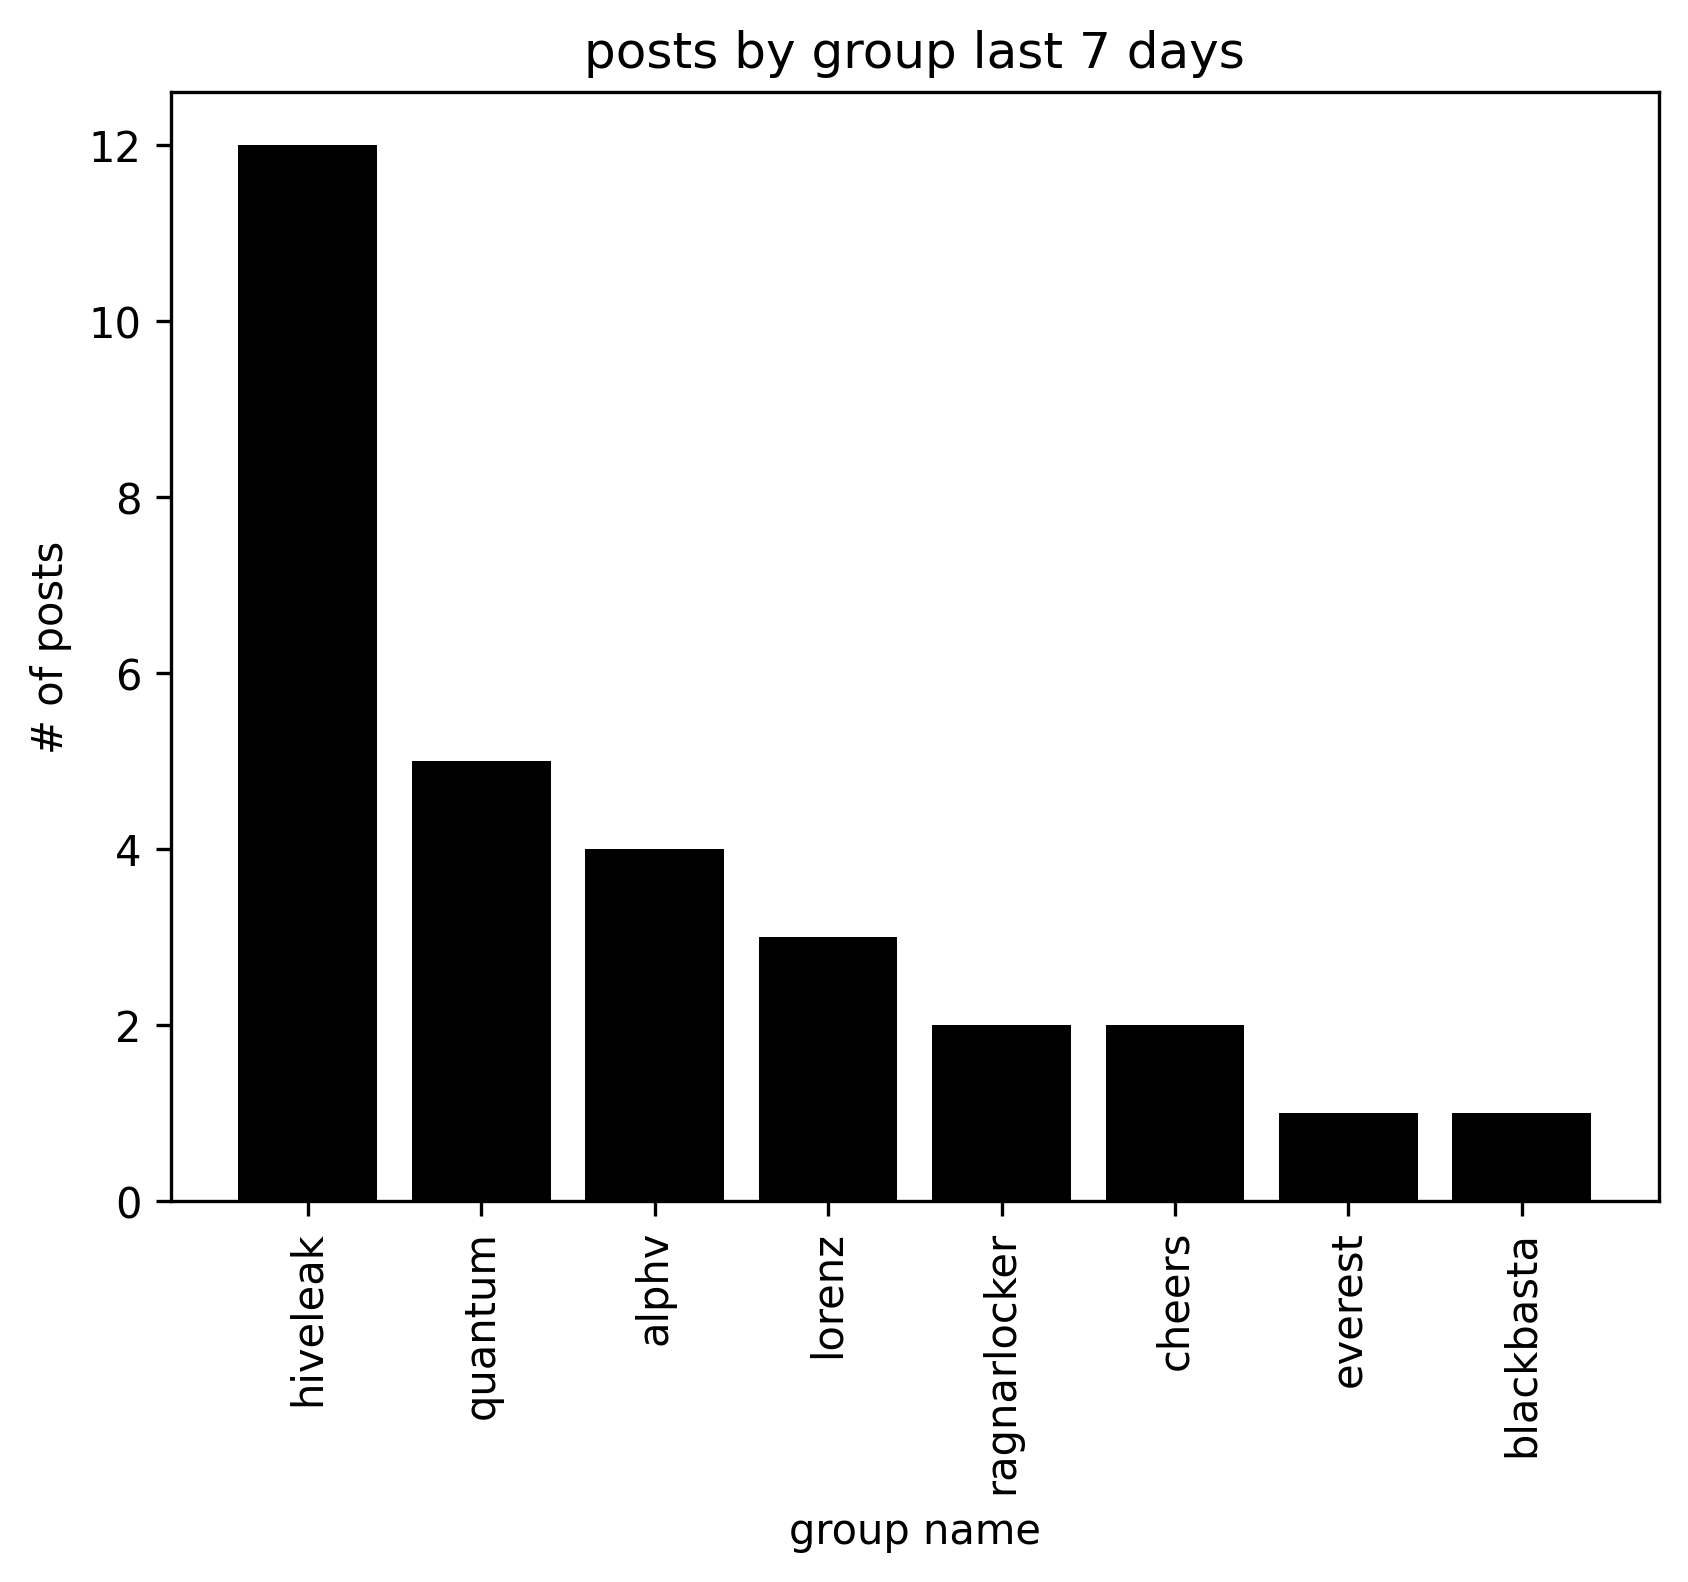 posts by group last 7 days
# of posts
12
10
8
6
4
2
0
hiveleak
quantum
alphv
lorenz
ragnarlocker
cheers
everest
blackbasta
group name